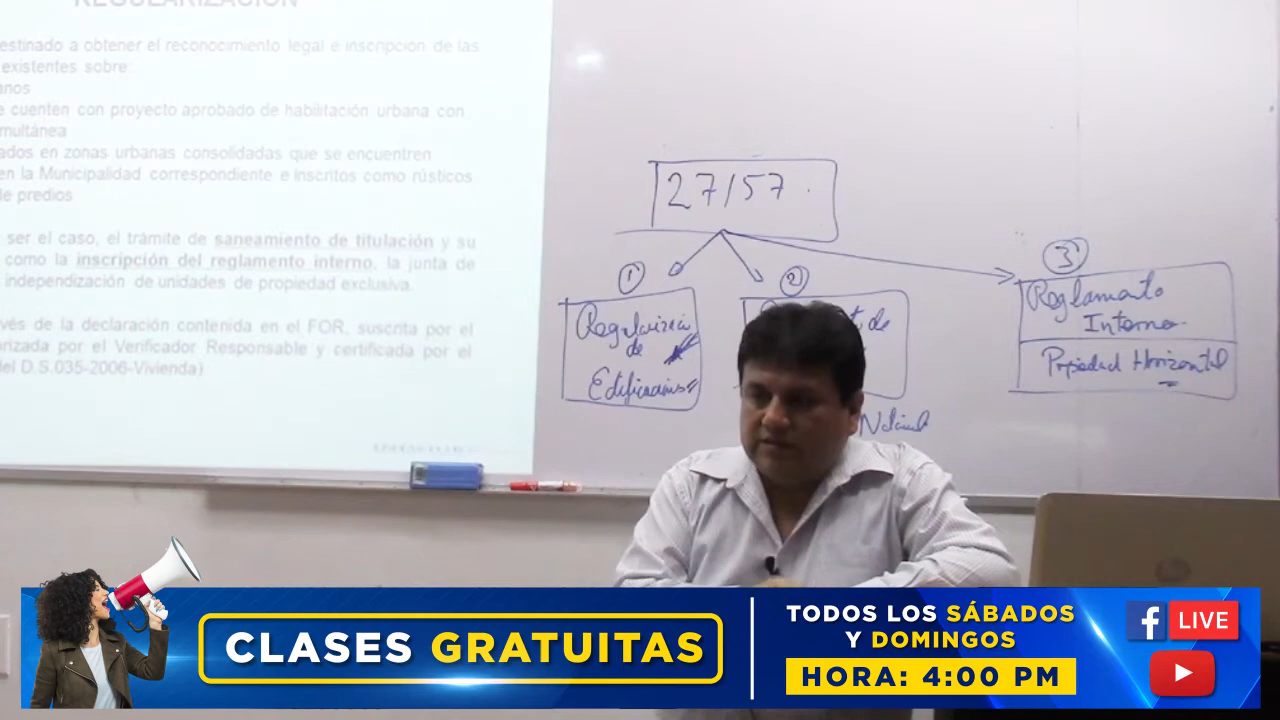 REGULARIZACIÓN
estinado a obtener el reconocimiento legal e inscripción de las
existentes sobre:
anos
e cuenten con proyecto aprobado de habilitación urbana con
multánea
ados en zonas urbanas consolidadas que se encuentren
en la Municipalidad correspondiente e inscritos como rústicos
de predios
ser el caso, el trámite de saneamiento de titulación y su
como la inscripción del reglamento interno, la junta de
independización de unidades de propiedad exclusiva.
vés de la declaración contenida en el FOR, suscrita por el
orizada por el Verificador Responsable y certificada por el
del D.S.035-2006-Vivienda)
27157
1
Regularizaci
de
Edificacions
2
de
3
Reglamento
Interno
Propiedad Horizontal
CLASES GRATUITAS
TODOS LOS SÁBADOS
Y DOMINGOS
HORA: 4:00 PM
f LIVE